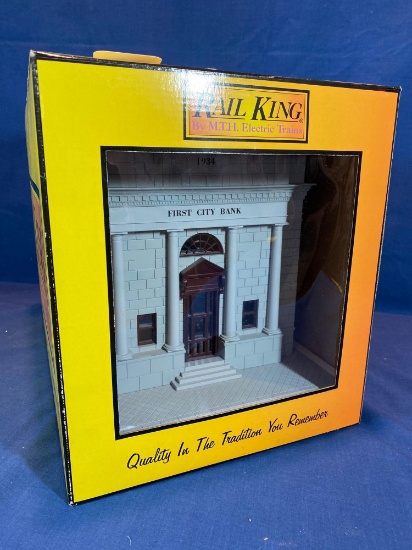 RAIL KING
By M.T.H. Electric Trains
1934
FIRST CITY BANK
Quality In The Tradition You Remember